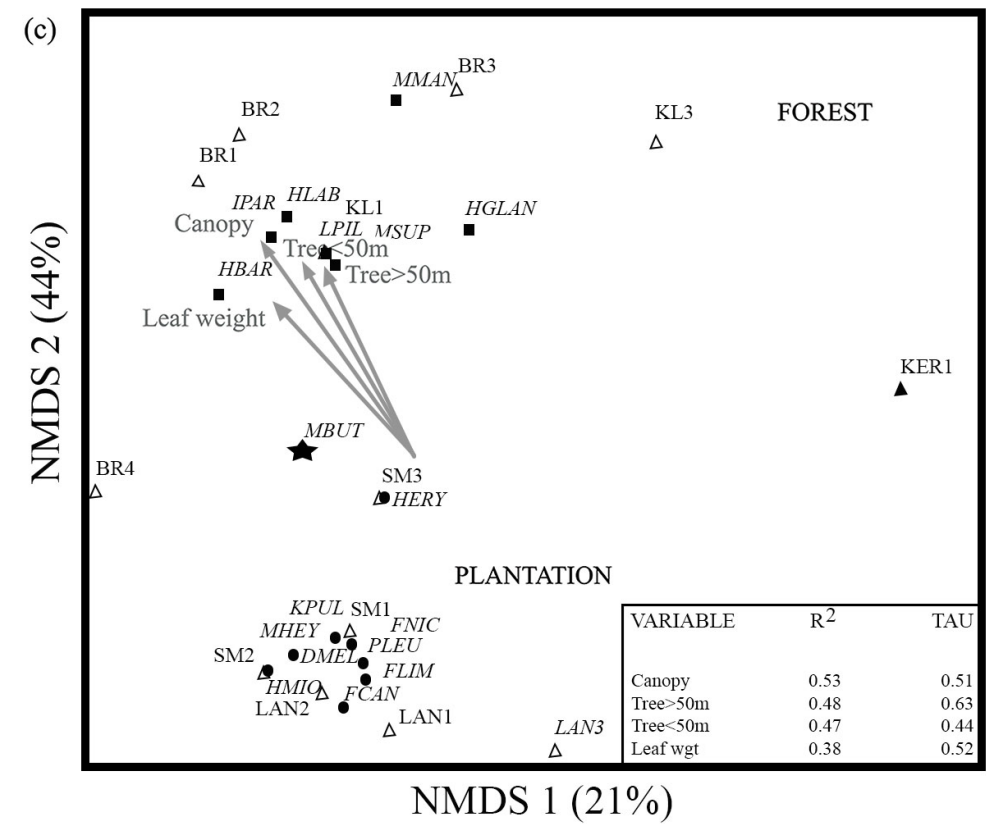 (c)
BR3
MMAN
BR2
KL3
FOREST
BR1
HLAB
IPAR
KL1
HGLAN
Canopy
LPIL
MSUP
Tree<50m
HBAR
Tree>50m
Leaf weight
KER1
MBUT
BR4
SM3
HERY
PLANTATION
KPUL
SM1
FNIC
MHEY
PLEU
SM2
DMEL
FLIM
HMIO
FCAN
LAN2
LAN1
LAN3
VARIABLE R2 TAU
Canopy 0.53 0.51
Tree>50m 0.48 0.63
Tree<50m 0.47 0.44
Leaf wgt 0.38 0.52
NMDS 2 (44%)
NMDS 1 (21%)